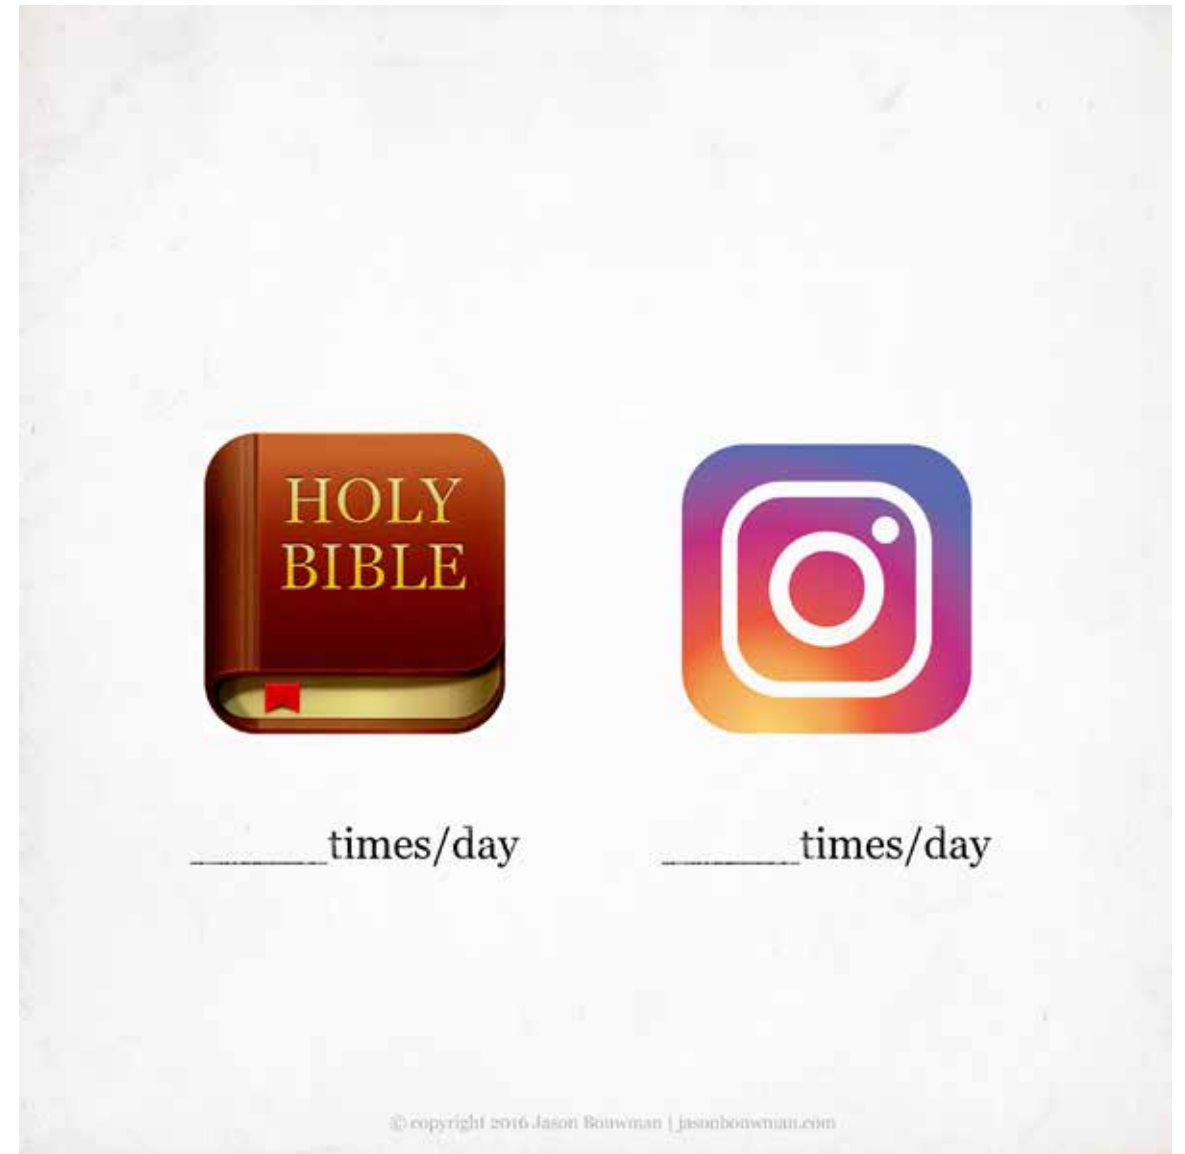 HOLY
BIBLE
______times/day
______times/day
© copyright 2016 Jason Bouwman | jasonbouwman.com